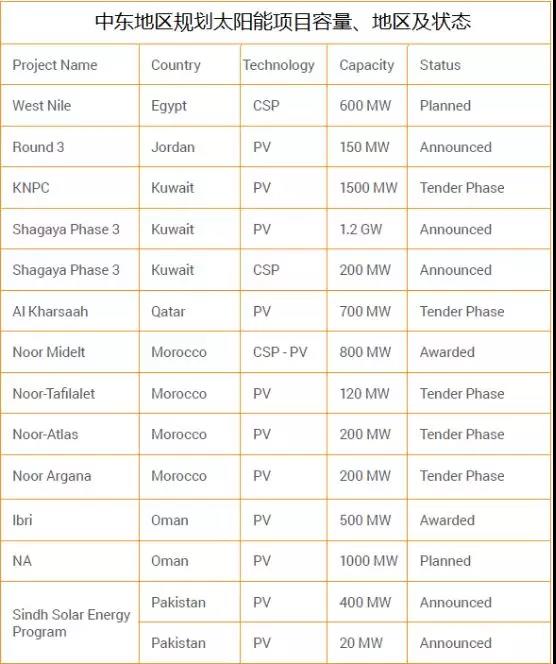 中东地区规划太阳能项目容量、地区及状态
Project Name Country Technology Capacity Status
West Nile Egypt CSP 600 MW Planned
Round 3 Jordan PV 150 MW Announced
KNPC Kuwait PV 1500 MW Tender Phase
Shagaya Phase 3 Kuwait PV 1.2 GW Announced
Shagaya Phase 3 Kuwait CSP 200 MW Announced
Al Kharsaah Qatar PV 700 MW Tender Phase
Noor Midelt Morocco CSP - PV 800 MW Awarded
Noor-Tafilalet Morocco PV 120 MW Tender Phase
Noor-Atlas Morocco PV 200 MW Tender Phase
Noor Argana Morocco PV 200 MW Tender Phase
Ibri Oman PV 500 MW Awarded
NA Oman PV 1000 MW Planned
Sindh Solar Energy
Program
Pakistan PV 400 MW Announced
Pakistan PV 20 MW Announced